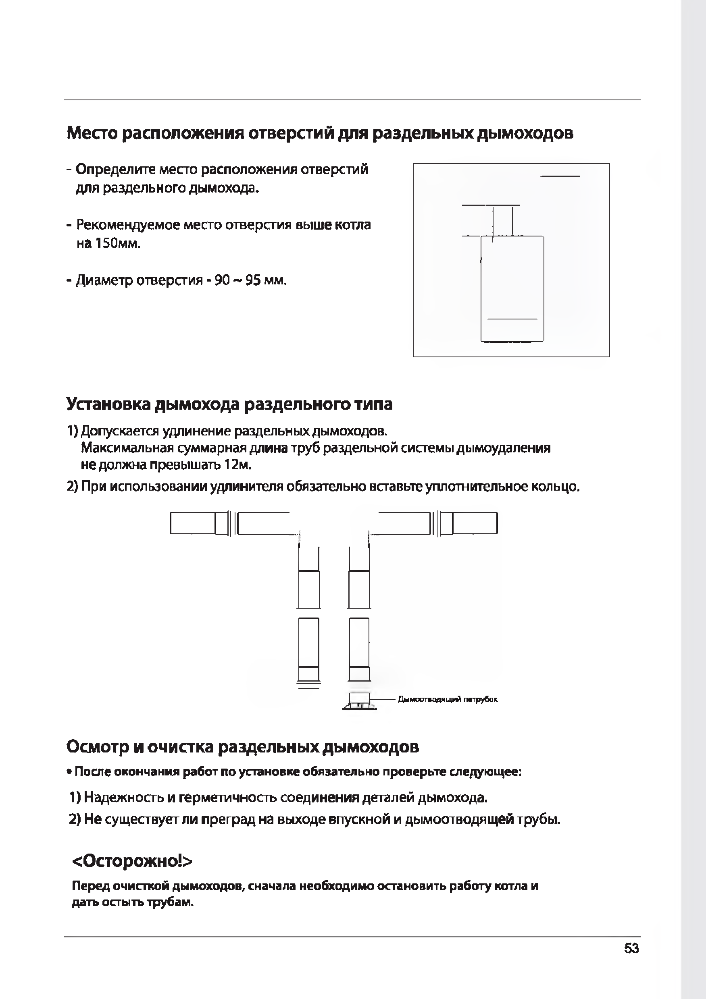 Место расположения отверстий для раздельных дымоходов
- Определите место расположения отверстий
для раздельного дымохода.
- Рекомендуемое место отверстия выше котла
на 150мм.
- Диаметр отверстия - 90 ~ 95 мм.
Установка дымохода раздельного типа
1) Допускается удлинение раздельных дымоходов.
Максимальная суммарная длина труб раздельной системы дымоудаления
не должна превышать 12м.
2) При использовании удлинителя обязательно вставьте уплотнительное кольцо.
Дымоотводящий патрубок
Осмотр и очистка раздельных дымоходов
• После окончания работ по установке обязательно проверьте следующее:
1) Надежность и герметичность соединения деталей дымохода.
2) Не существует ли преград на выходе впускной и дымоотводящей трубы.
<Осторожно!>
Перед очисткой дымоходов, сначала необходимо остановить работу котла и
дать остыть трубам.
53